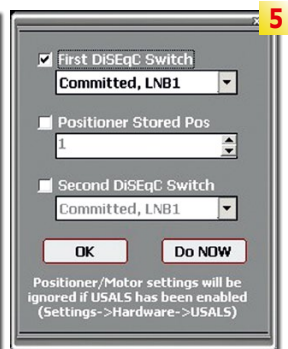 5
x
First DiSEqC Switch
Committed, LNB1
Positioner Stored Pos
1
Second DiSEqC Switch
Committed, LNB1
OK Do NOW
Positioner/Motor settings will be
ignored if USALS has been enabled
(Settings->Hardware->USALS)